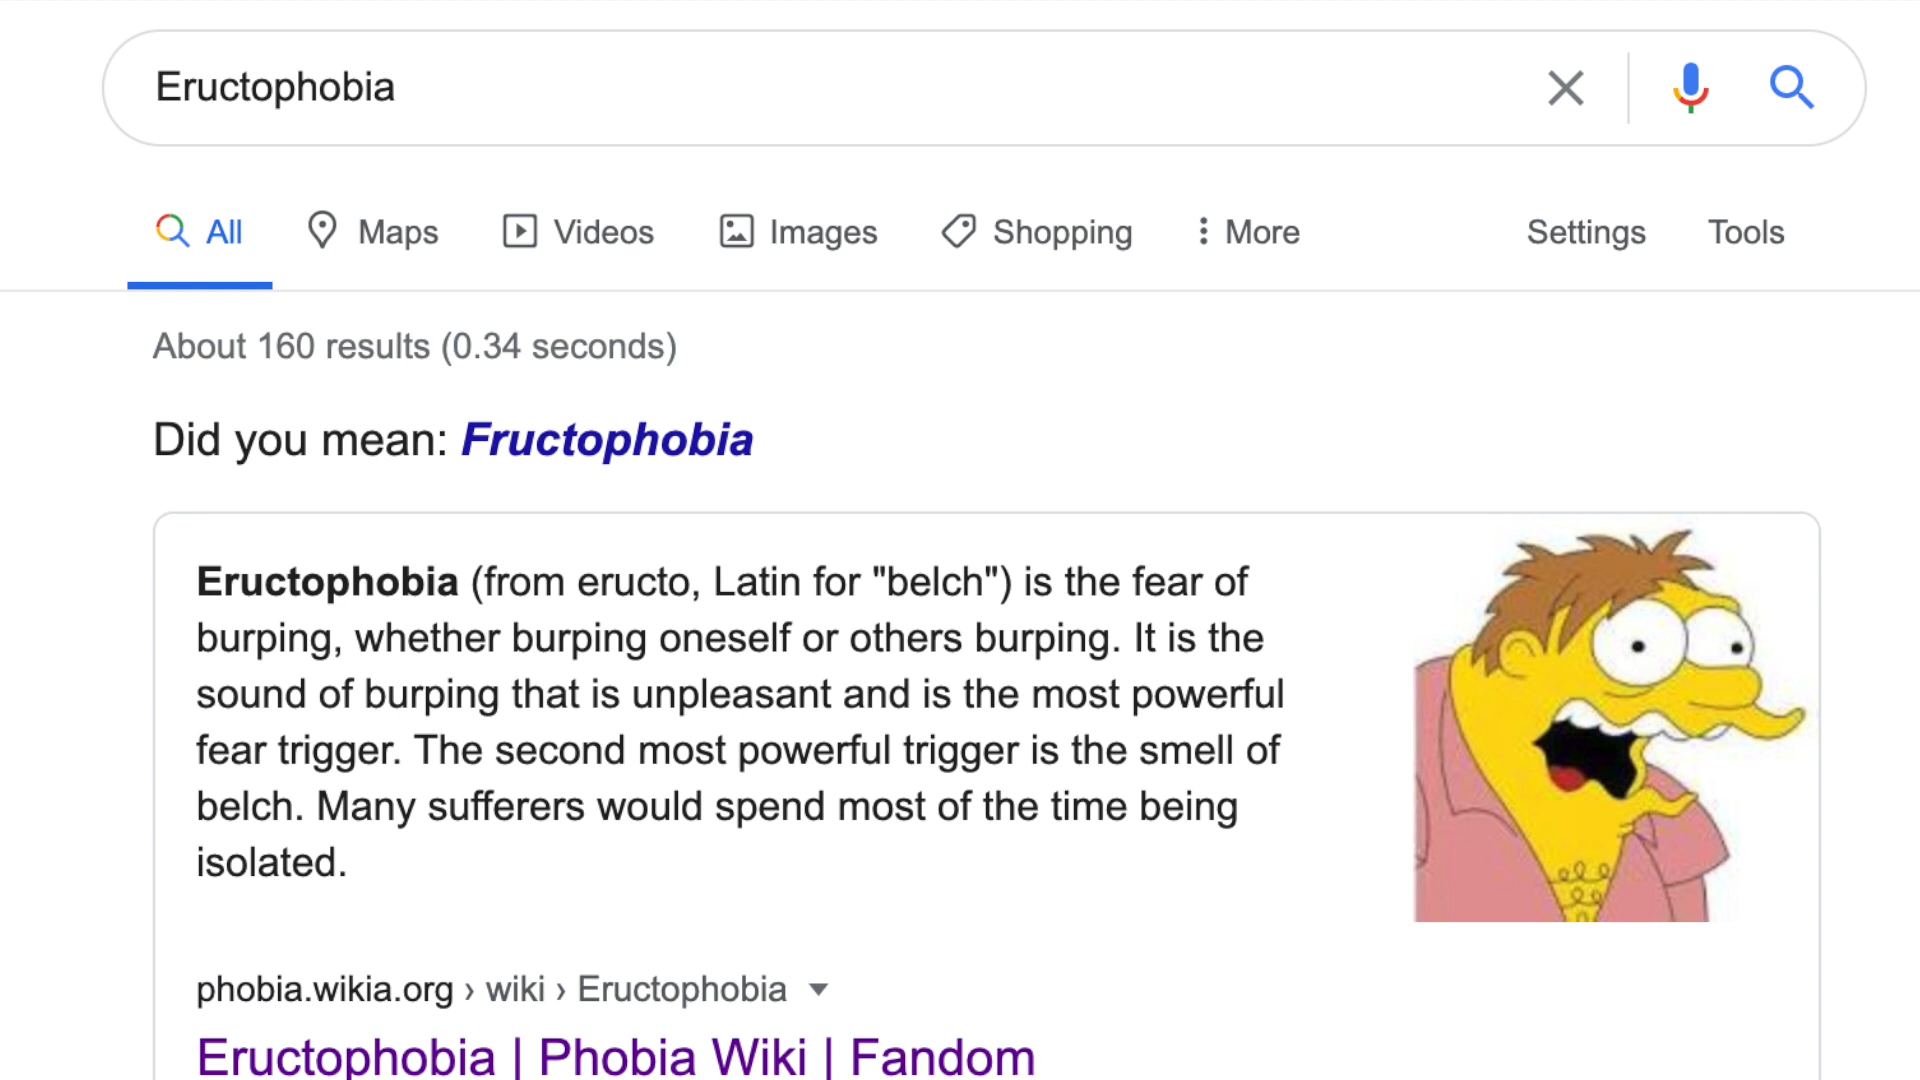 Eructophobia
All Maps Videos Images Shopping More Settings Tools
About 160 results (0.34 seconds)
Did you mean: Fructophobia
Eructophobia (from eructo, Latin for "belch") is the fear of
burping, whether burping oneself or others burping. It is the
sound of burping that is unpleasant and is the most powerful
fear trigger. The second most powerful trigger is the smell of
belch. Many sufferers would spend most of the time being
isolated.
phobia.wikia.org › wiki › Eructophobia
Eructophobia | Phobia Wiki | Fandom